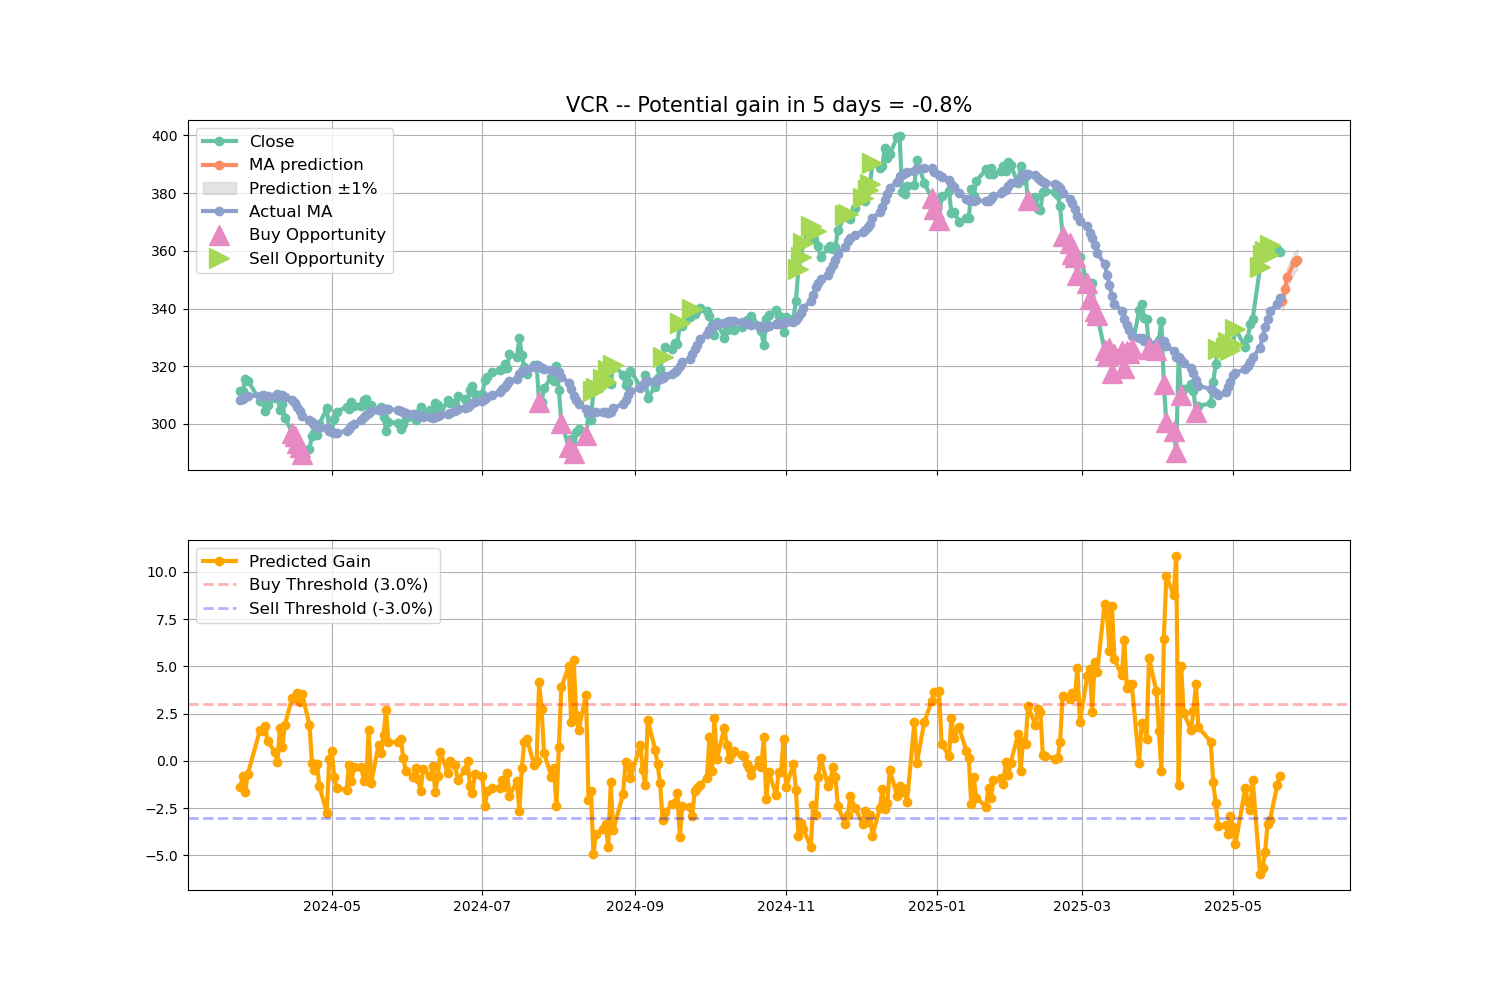 VCR -- Potential gain in 5 days = -0.8%
400
380
360
340
320
300
Close
MA prediction
Prediction ±1%
Actual MA
Buy Opportunity
Sell Opportunity
10.0
7.5
5.0
2.5
0.0
−2.5
−5.0
Predicted Gain
Buy Threshold (3.0%)
Sell Threshold (-3.0%)
2024-05
2024-07
2024-09
2024-11
2025-01
2025-03
2025-05